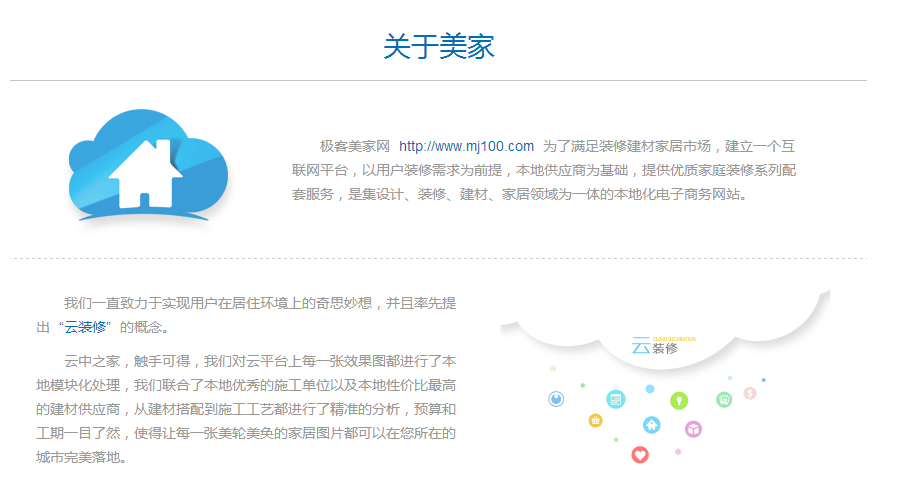 关于美家
极客美家网 http://www.mj100.com 为了满足装修建材家居市场，建立一个互
联网平台，以用户装修需求为前提，本地供应商为基础，提供优质家庭装修系列配
套服务，是集设计、装修、建材、家居领域为一体的本地化电子商务网站。
我们一直致力于实现用户在居住环境上的奇思妙想，并且率先提
出“云装修”的概念。
云中之家，触手可得，我们对云平台上每一张效果图都进行了本
地模块化处理，我们联合了本地优秀的施工单位以及本地性价比最高
的建材供应商，从建材搭配到施工工艺都进行了精准的分析，预算和
工期一目了然，使得让每一张美轮美奂的家居图片都可以在您所在的
城市完美落地。
CLOUD DECORATION
云装修